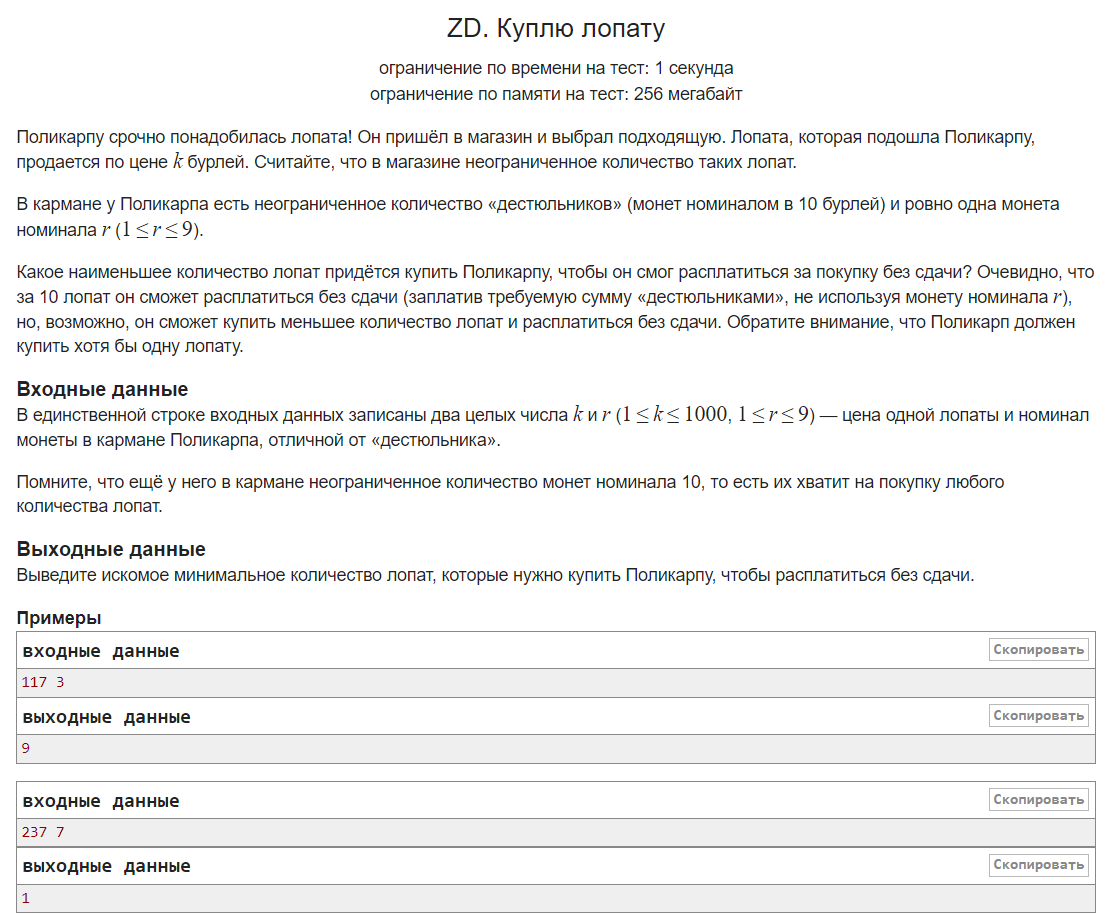 ZD. Куплю лопату
ограничение по времени на тест: 1 секунда
ограничение по памяти на тест: 256 мегабайт
Поликарпу срочно понадобилась лопата! Он пришёл в магазин и выбрал подходящую. Лопата, которая подошла Поликарпу,
продается по цене k бурлей. Считайте, что в магазине неограниченное количество таких лопат.
В кармане у Поликарпа есть неограниченное количество «дестюльников» (монет номиналом в 10 бурлей) и ровно одна монета
номинала r (1 ≤ r ≤ 9).
Какое наименьшее количество лопат придётся купить Поликарпу, чтобы он смог расплатиться за покупку без сдачи? Очевидно, что
за 10 лопат он сможет расплатиться без сдачи (заплатив требуемую сумму «дестюльниками», не используя монету номинала r),
но, возможно, он сможет купить меньшее количество лопат и расплатиться без сдачи. Обратите внимание, что Поликарп должен
купить хотя бы одну лопату.
Входные данные
В единственной строке входных данных записаны два целых числа k и r (1 ≤ k ≤ 1000, 1 ≤ r ≤ 9) — цена одной лопаты и номинал
монеты в кармане Поликарпа, отличной от «дестюльника».
Помните, что ещё у него в кармане неограниченное количество монет номинала 10, то есть их хватит на покупку любого
количества лопат.
Выходные данные
Выведите искомое минимальное количество лопат, которые нужно купить Поликарпу, чтобы расплатиться без сдачи.
Примеры
входные данные Скопировать
117 3
выходные данные Скопировать
9
входные данные Скопировать
237 7
выходные данные Скопировать
1